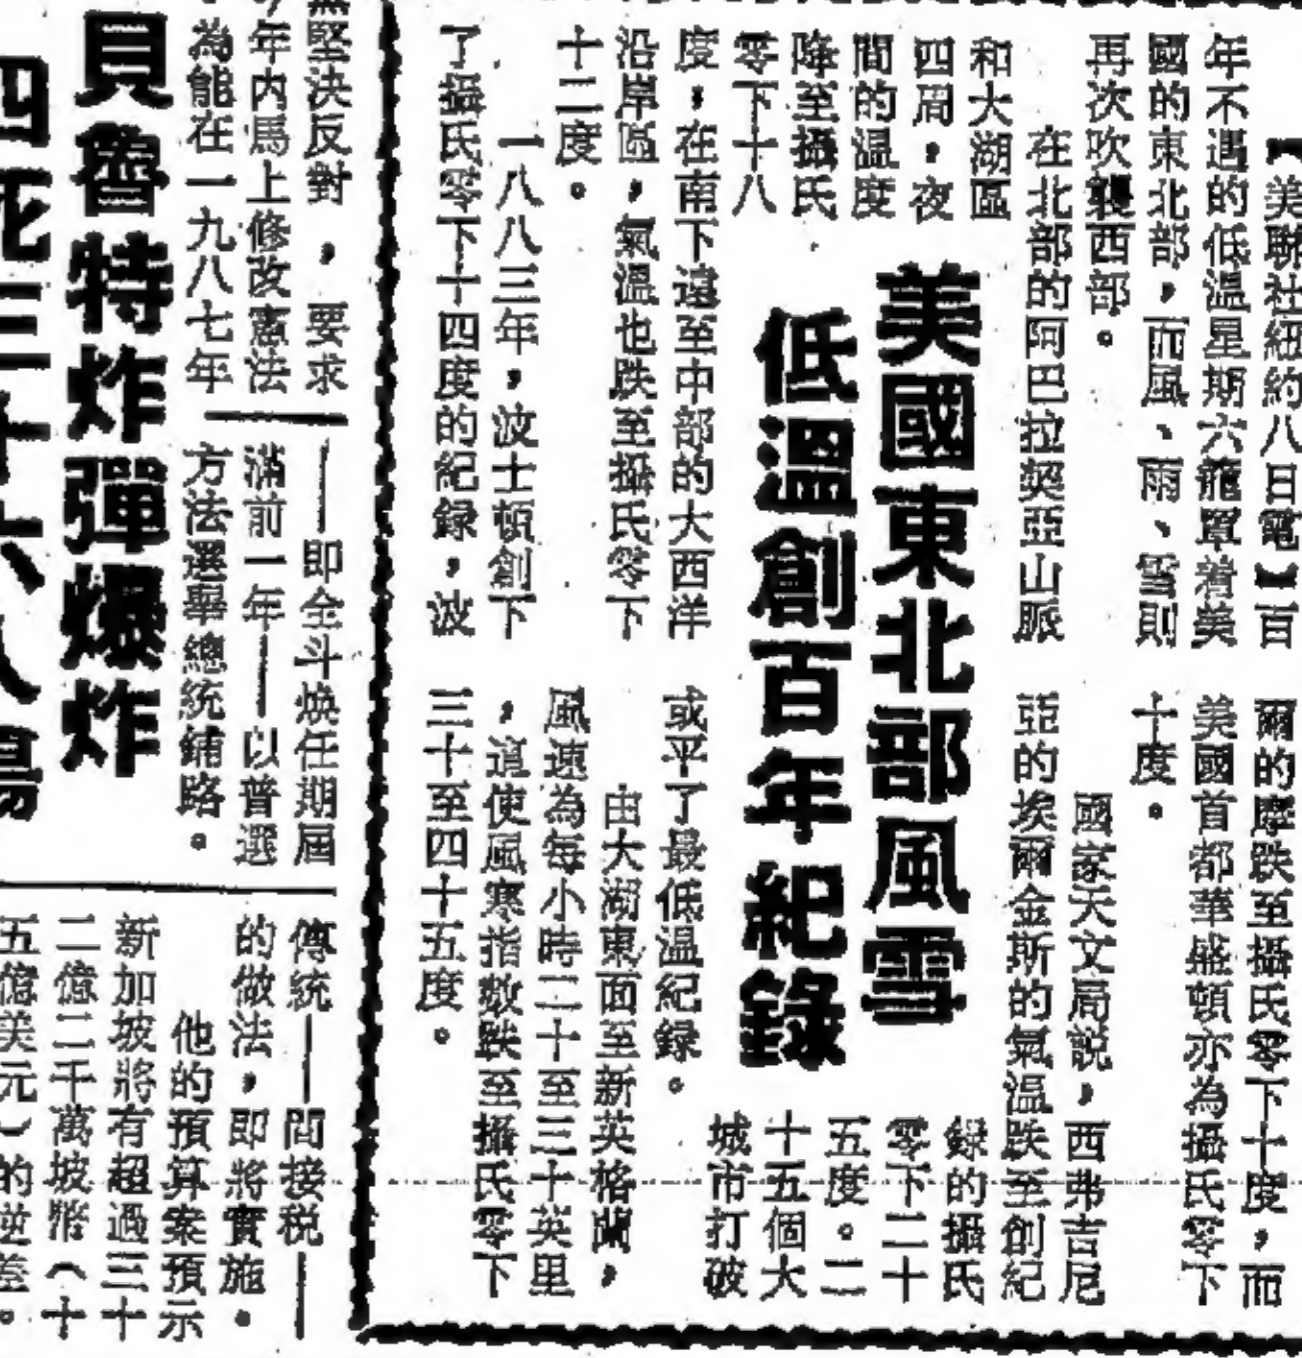 美國東北部風雪
低溫創百年紀錄
【美聯社紐約八日電】百
年不遇的低溫星期六籠罩着美
國的東北部，而風、雨、雪則
再次吹襲西部。
在北部的阿巴拉契亞山脈
和大湖區
四周，夜
間的溫度
降至攝氏
零下十八
度，在南下遠至中部的大西洋
沿岸區，氣溫也跌至攝氏零下
十二度。
一八八三年，波士頓創下
了攝氏零下十四度的紀録，波
爾的摩跌至攝氏零下十度，而
美國首都華盛頓亦為攝氏零下
十度。
國家天文局説，西弗吉尼
亞的埃爾金斯的氣溫跌至創紀
録的攝氏
零下二十
五度。二
十五個大
城市打破
或平了最低溫紀録。
由大湖東面至新英格蘭，
風速為每小時二十至三十英里
，這使風寒指數跌至攝氏零下
三十至四十五度。
堅決反對，要求
年内馬上修改憲法
為能在一九八七年
——即全斗煥任期屆
滿前一年——以普選
方法選舉總統鋪路。
貝魯特炸彈爆炸
四死三十六人傷
傳統——間接税——
的做法，即將實施。
他的預算案預示
新加坡將有超過三十
二億二千萬坡幣（十
五億美元）的逆差。